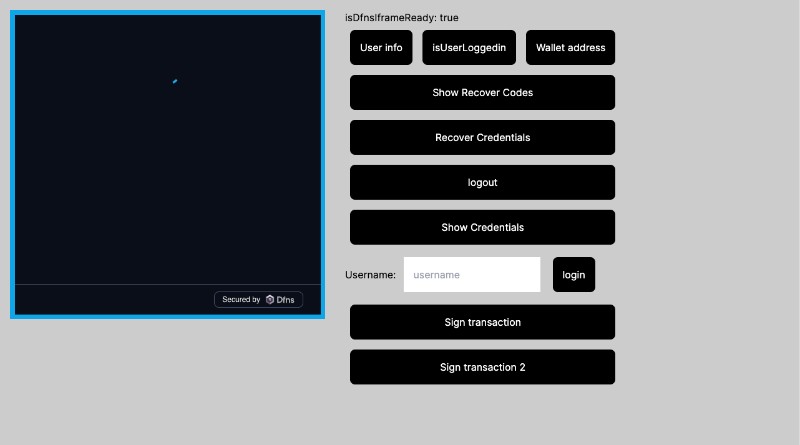 isDfnsIframeReady: true
User info
isUserLoggedin
Wallet address
Show Recover Codes
Recover Credentials
logout
Show Credentials
Username:
username
login
Sign transaction
Sign transaction 2
Secured by Dfns